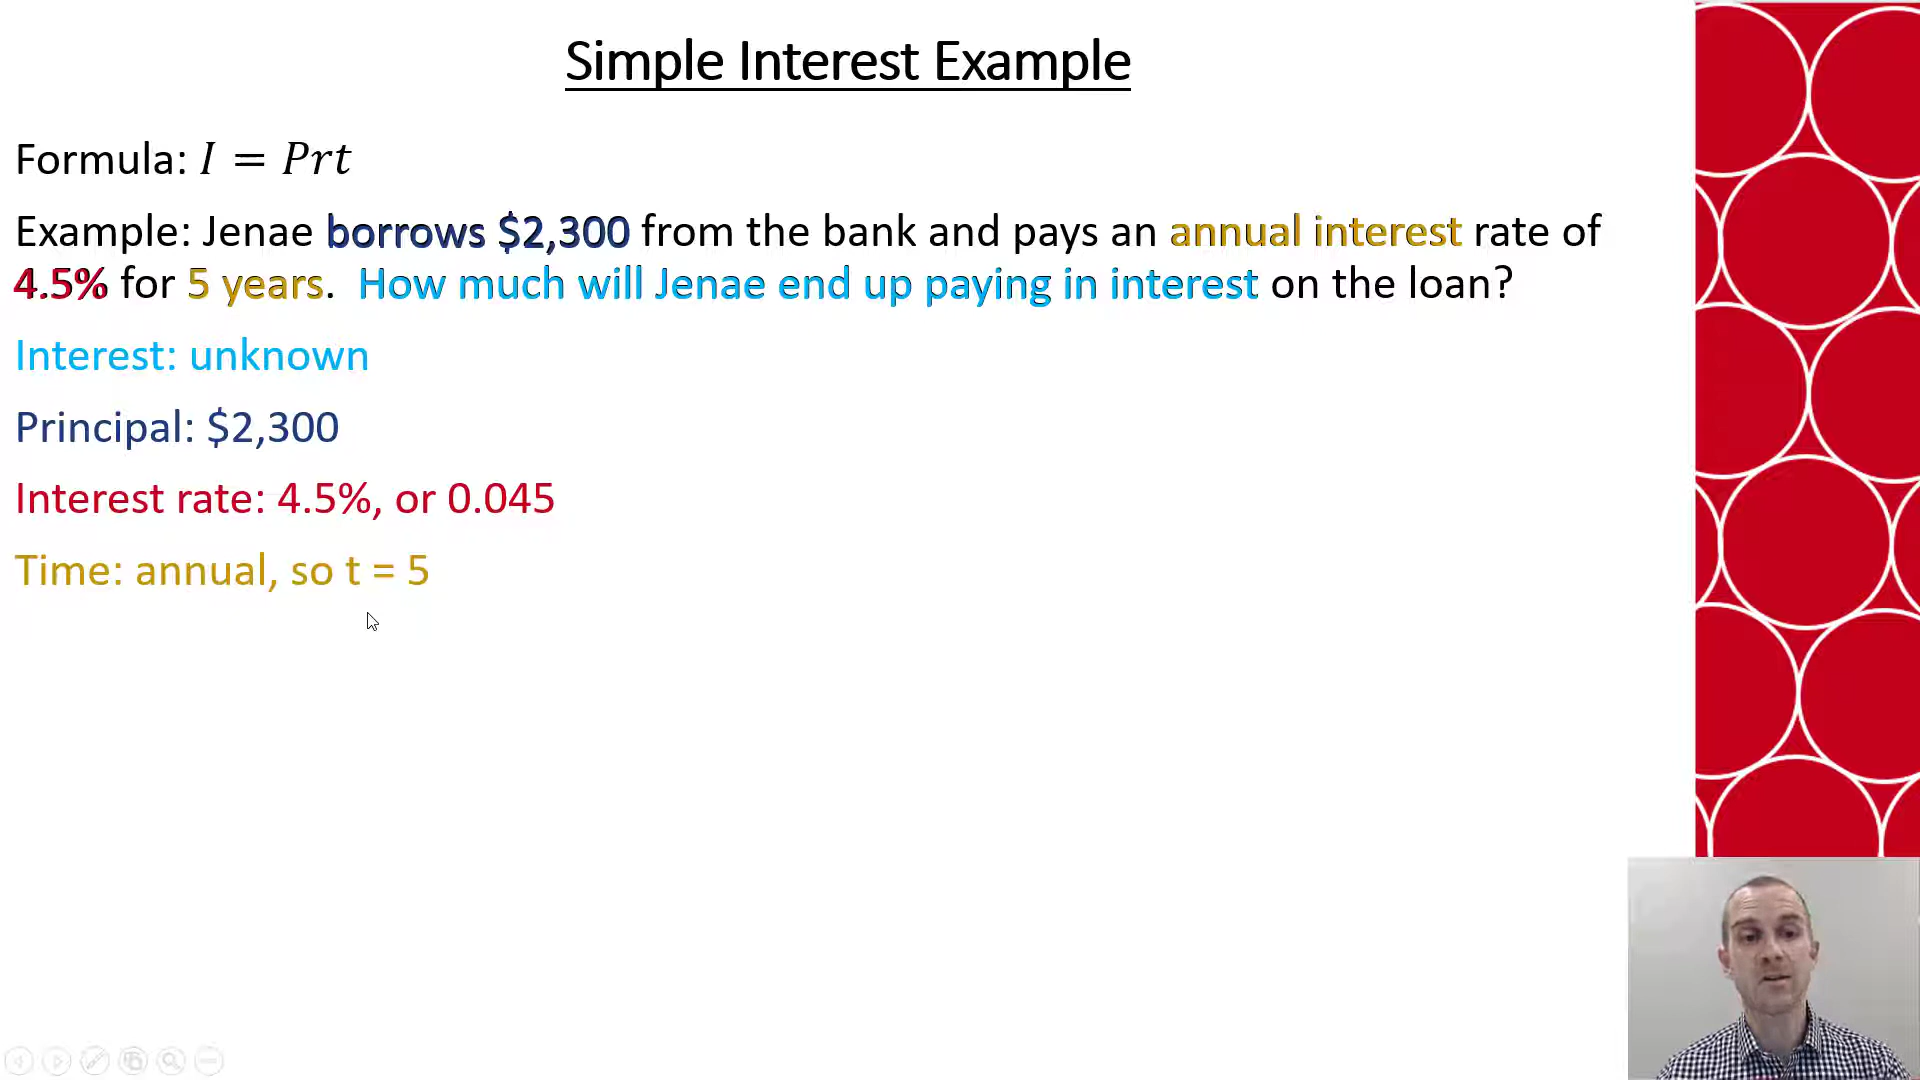 Simple Interest Example
Formula: I = Prt
Example: Jenae borrows $2,300 from the bank and pays an annual interest rate of
4.5% for 5 years. How much will Jenae end up paying in interest on the loan?
Interest: unknown
Principal: $2,300
Interest rate: 4.5%, or 0.045
Time: annual, so t = 5